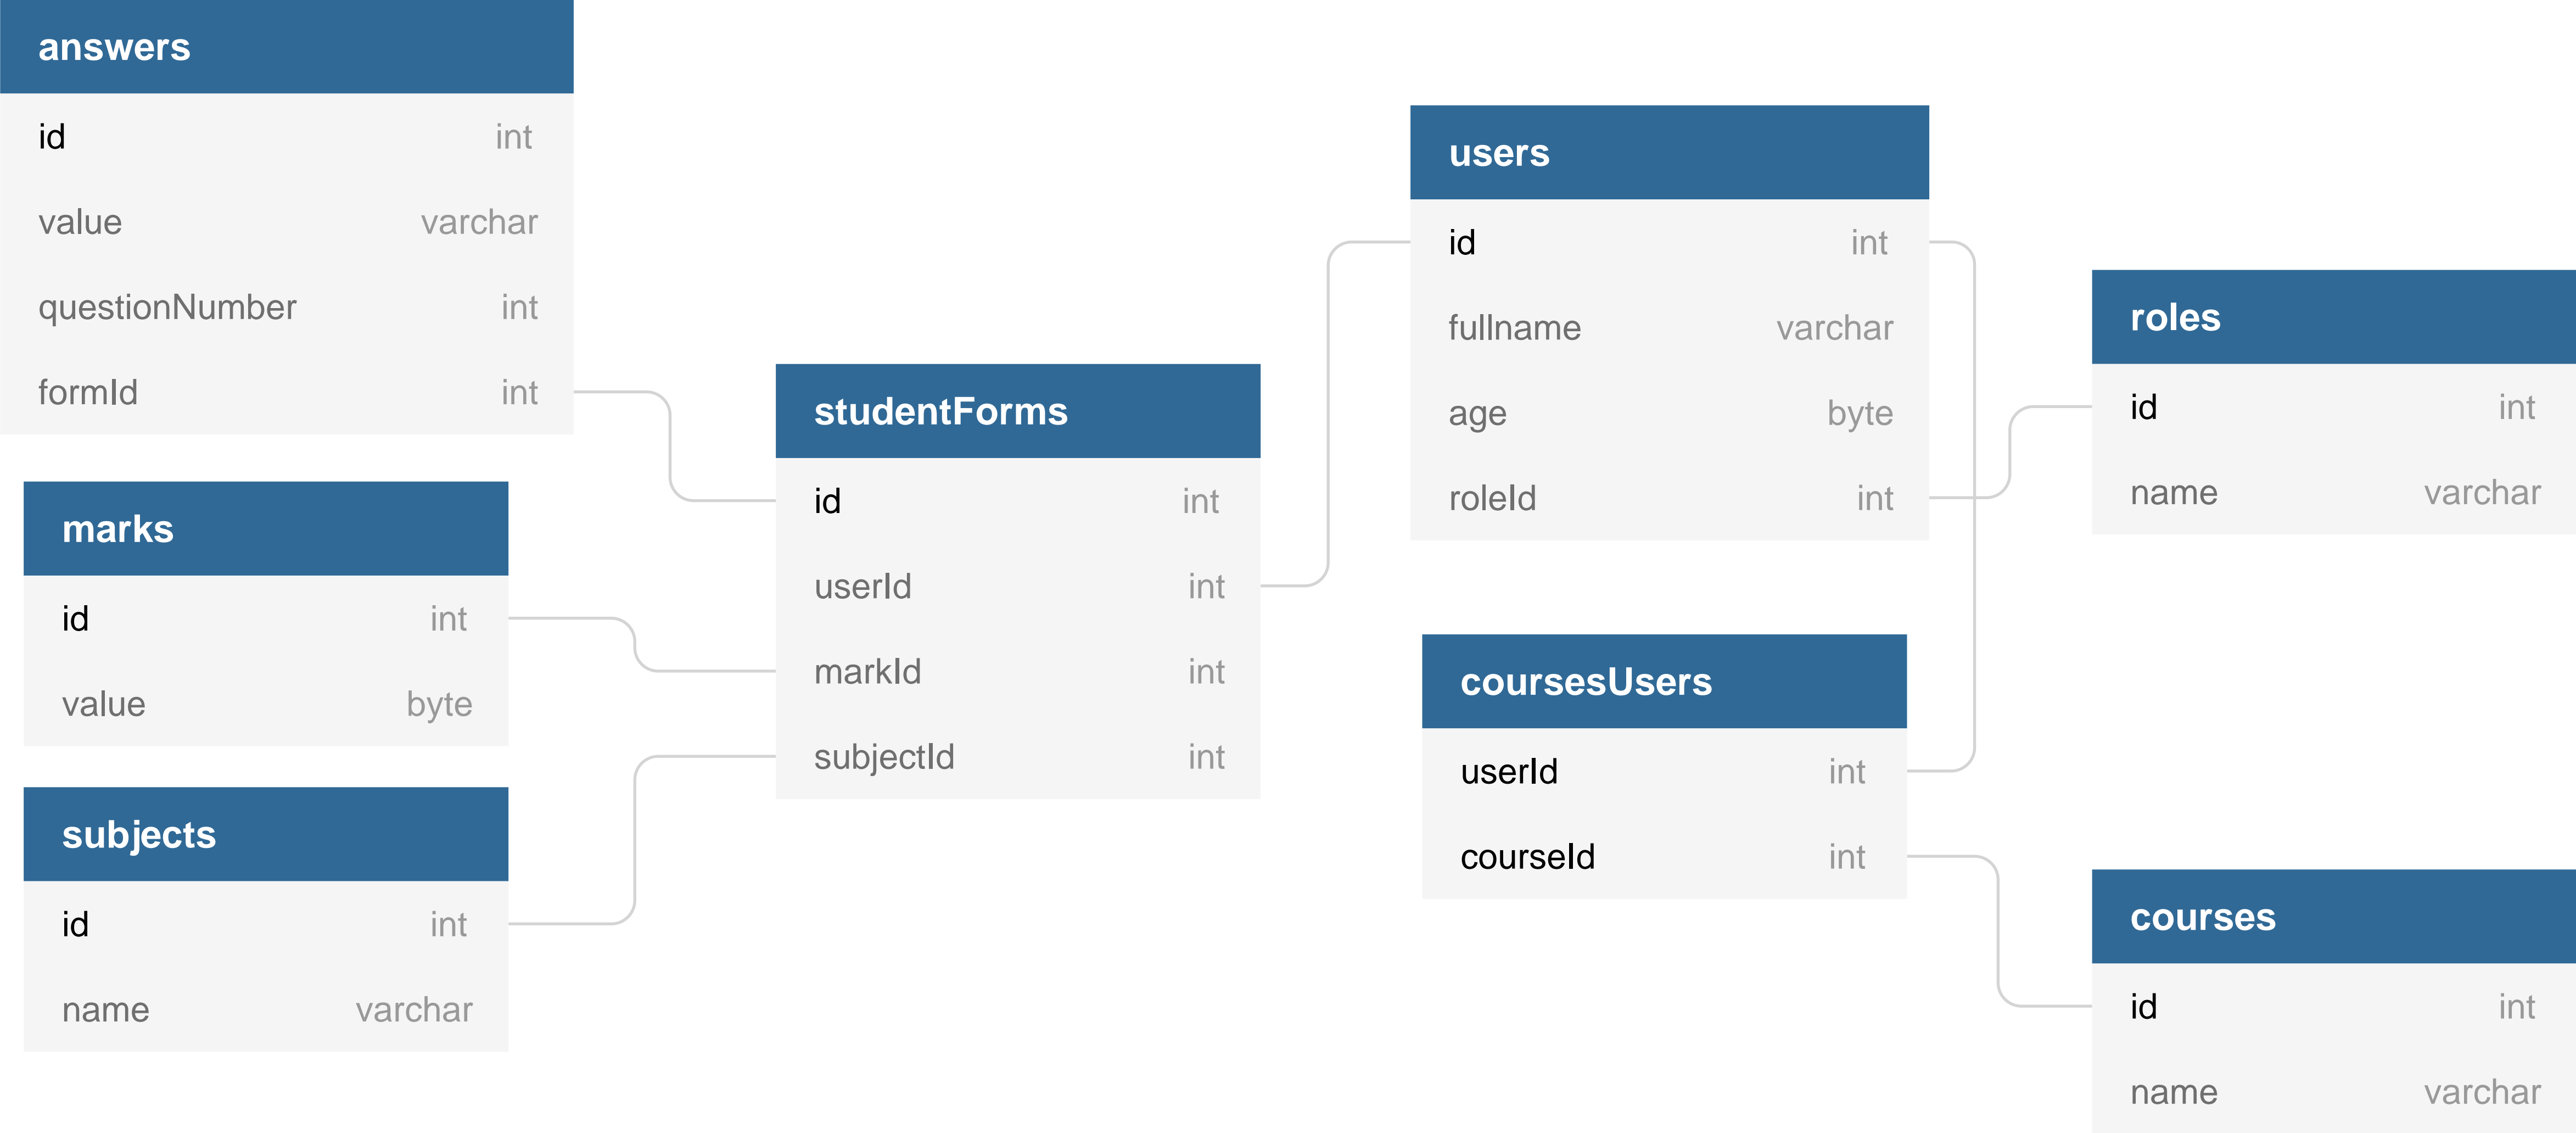 answers
id int
value varchar
questionNumber int
formId int
marks
id int
value byte
subjects
id int
name varchar
studentForms
id int
userId int
markId int
subjectId int
users
id int
fullname varchar
age byte
roleId int
coursesUsers
userId int
courseId int
roles
id int
name varchar
courses
id int
name varchar